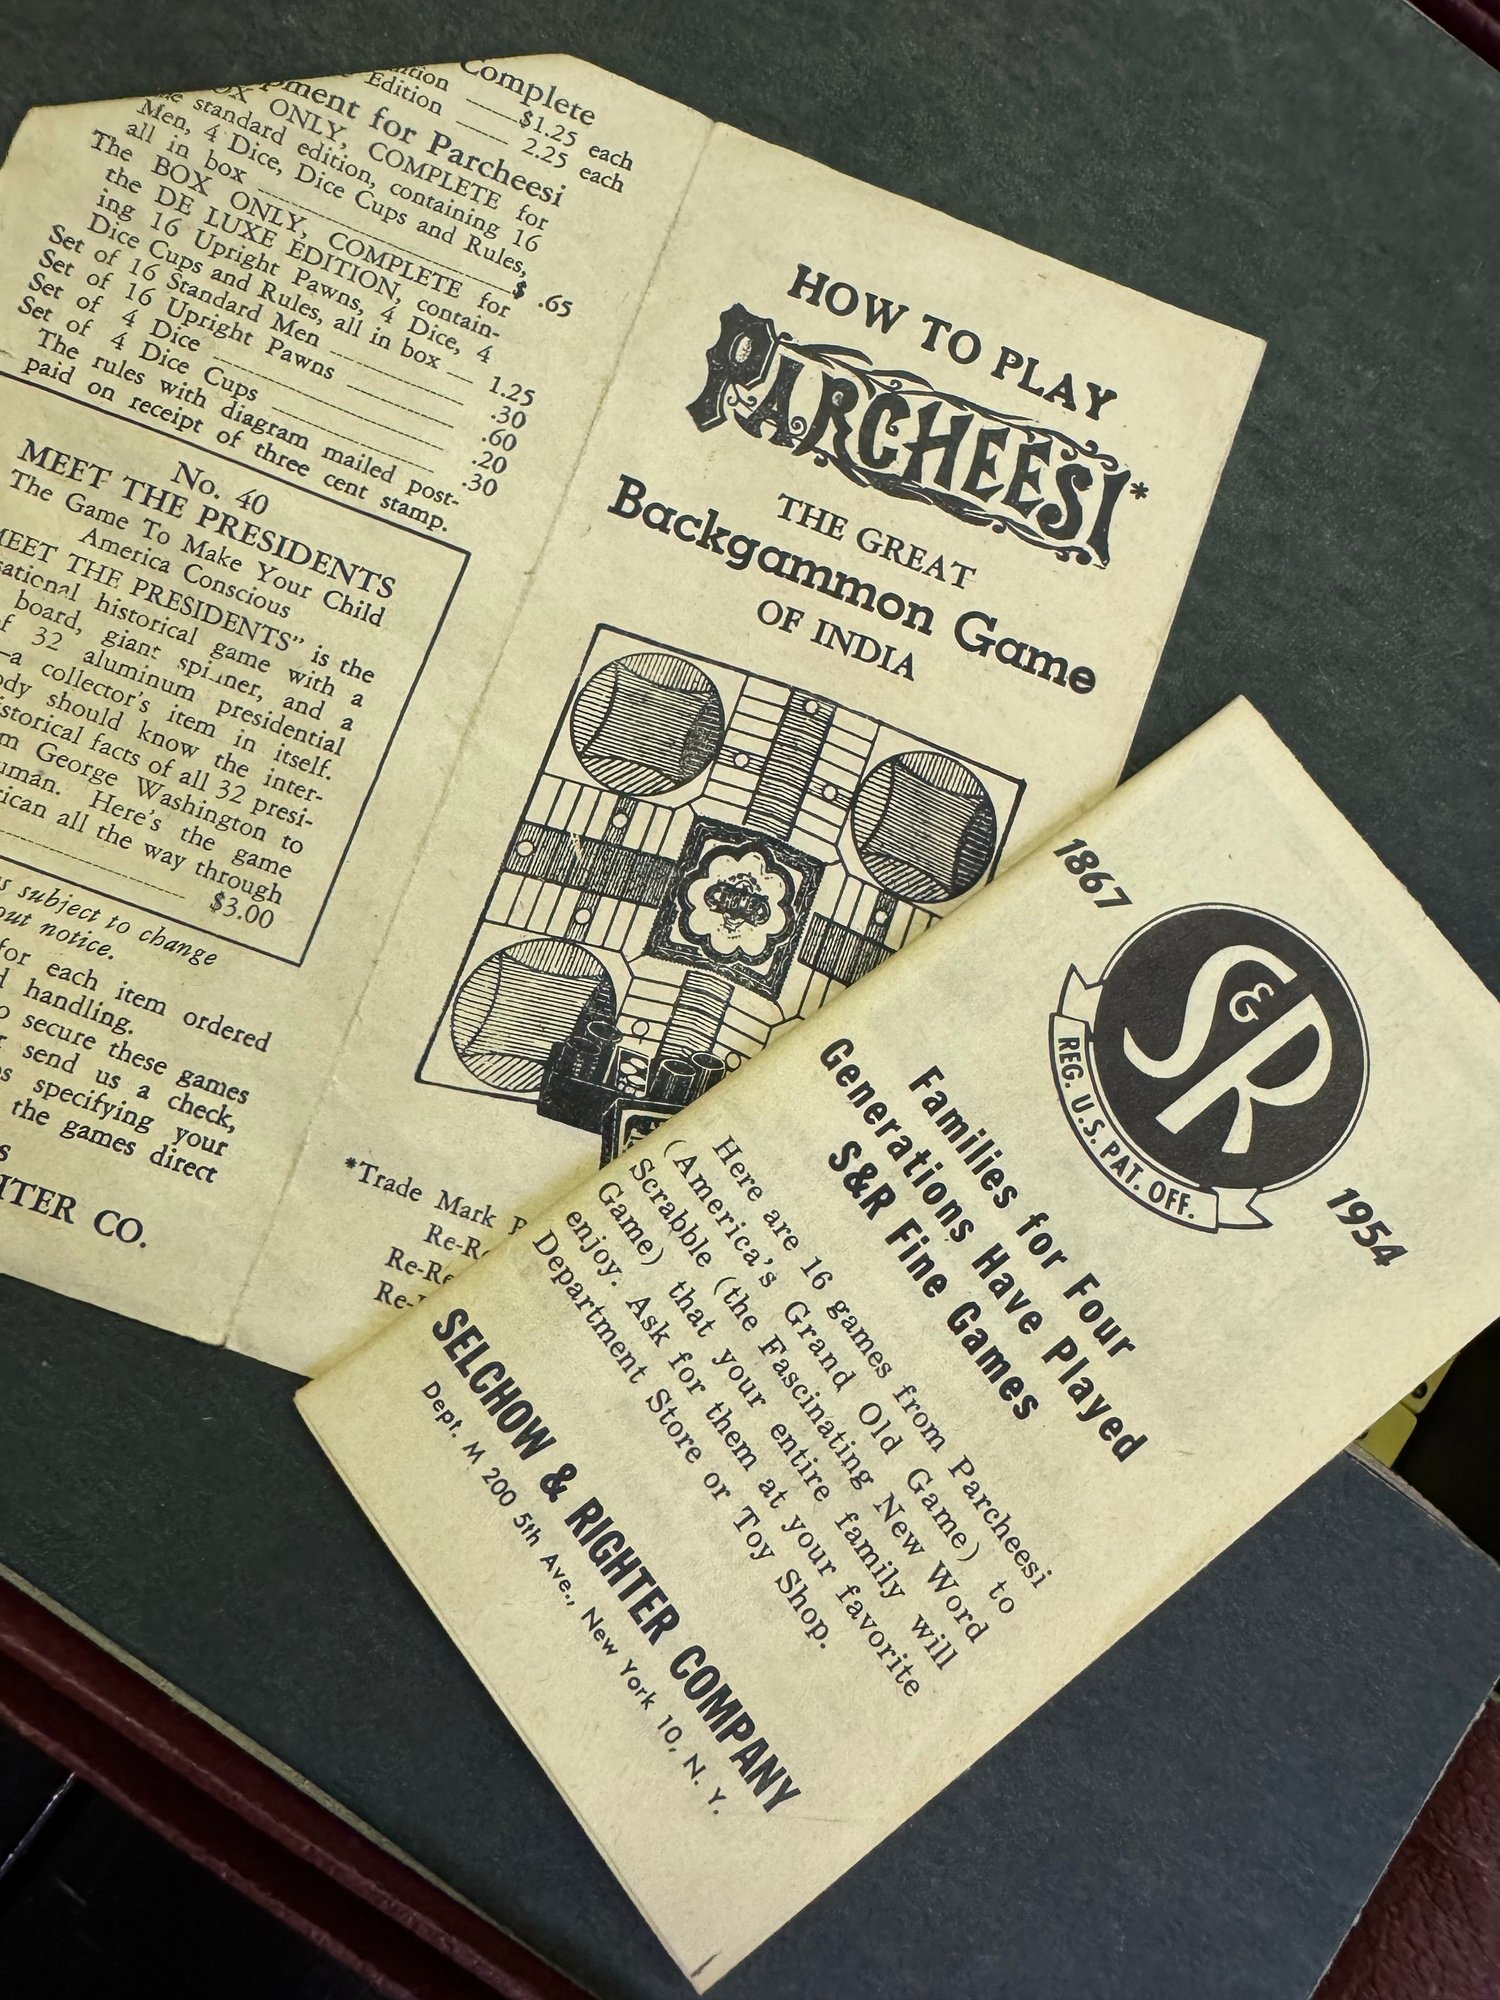 Complete
Edition $1.25 each
Edition 2.25 each
for Parcheesi
BOX ONLY, COMPLETE for
standard edition, containing 16
Men, 4 Dice, Dice Cups and Rules,
all in box $ .65
The BOX ONLY, COMPLETE for
the DE LUXE EDITION, contain-
ing 16 Upright Pawns, 4 Dice, 4
Dice Cups and Rules, all in box 1.25
Set of 16 Standard Men .30
Set of 16 Upright Pawns .60
Set of 4 Dice .20
Set of 4 Dice Cups .30
The rules with diagram mailed post-
paid on receipt of three cent stamp.
No. 40
MEET THE PRESIDENTS
The Game To Make Your Child
America Conscious
MEET THE PRESIDENTS" is the
historical game with a
board, giant spinner, and a
of 32 aluminum presidential
—a collector's item in itself.
should know the inter-
historical facts of all 32 presi-
George Washington to
Here's the game
all the way through
$3.00
subject to change
notice.
for each item ordered
handling.
secure these games
send us a check,
specifying your
the games direct
CO.
HOW TO PLAY
PARCHEESI*
THE GREAT
Backgammon Game
OF INDIA
*Trade Mark
1867
S&R
REG. U.S. PAT. OFF.
1954
Families for Four
Generations Have Played
S&R Fine Games
Here are 16 games from Parcheesi
(America's Grand Old Game) to
Scrabble (the Fascinating New Word
Game) that your entire family will
enjoy. Ask for them at your favorite
Department Store or Toy Shop.
SELCHOW & RIGHTER COMPANY
Dept. M 200 5th Ave., New York 10, N. Y.